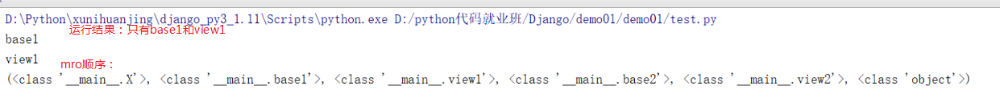 D:\Python\xunihuanjing\django_py3_1.11\Scripts\python.exe D:/python代码就业班/Django/demo01/demo01/test.py
运行结果：只有base1和view1
base1
view1
mro顺序：
(<class '__main__.X'>, <class '__main__.base1'>, <class '__main__.view1'>, <class '__main__.base2'>, <class '__main__.view2'>, <class 'object'>)